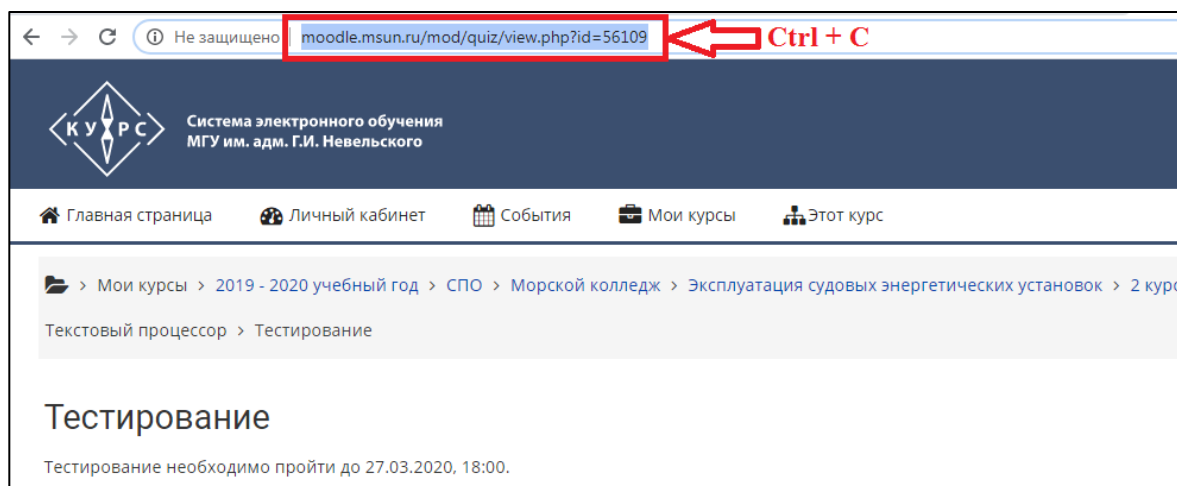 Не защищено | moodle.msun.ru/mod/quiz/view.php?id=56109 Ctrl + C
КУРС
Система электронного обучения
МГУ им. адм. Г.И. Невельского
Главная страница Личный кабинет События Мои курсы Этот курс
> Мои курсы > 2019 - 2020 учебный год > СПО > Морской колледж > Эксплуатация судовых энергетических установок > 2 курс
Текстовый процессор > Тестирование
Тестирование
Тестирование необходимо пройти до 27.03.2020, 18:00.